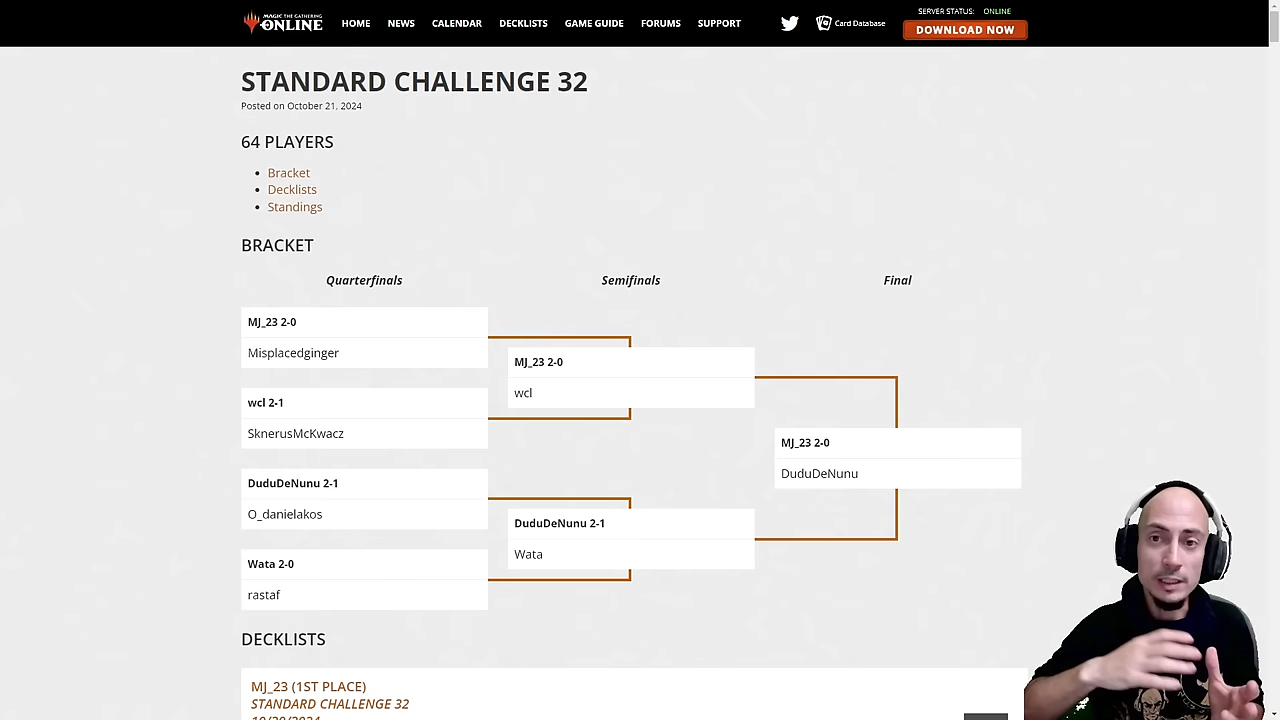 MAGIC THE GATHERING
ONLINE
HOME NEWS CALENDAR DECKLISTS GAME GUIDE FORUMS SUPPORT
Card Database
SERVER STATUS: ONLINE
DOWNLOAD NOW
STANDARD CHALLENGE 32
Posted on October 21, 2024
64 PLAYERS
Bracket
Decklists
Standings
BRACKET
Quarterfinals Semifinals Final
MJ_23 2-0
Misplacedginger
wcl 2-1
SknerusMcKwacz
DuduDeNunu 2-1
O_danielakos
Wata 2-0
rastaf
MJ_23 2-0
wcl
DuduDeNunu 2-1
Wata
MJ_23 2-0
DuduDeNunu
DECKLISTS
MJ_23 (1ST PLACE)
STANDARD CHALLENGE 32
10/20/2024